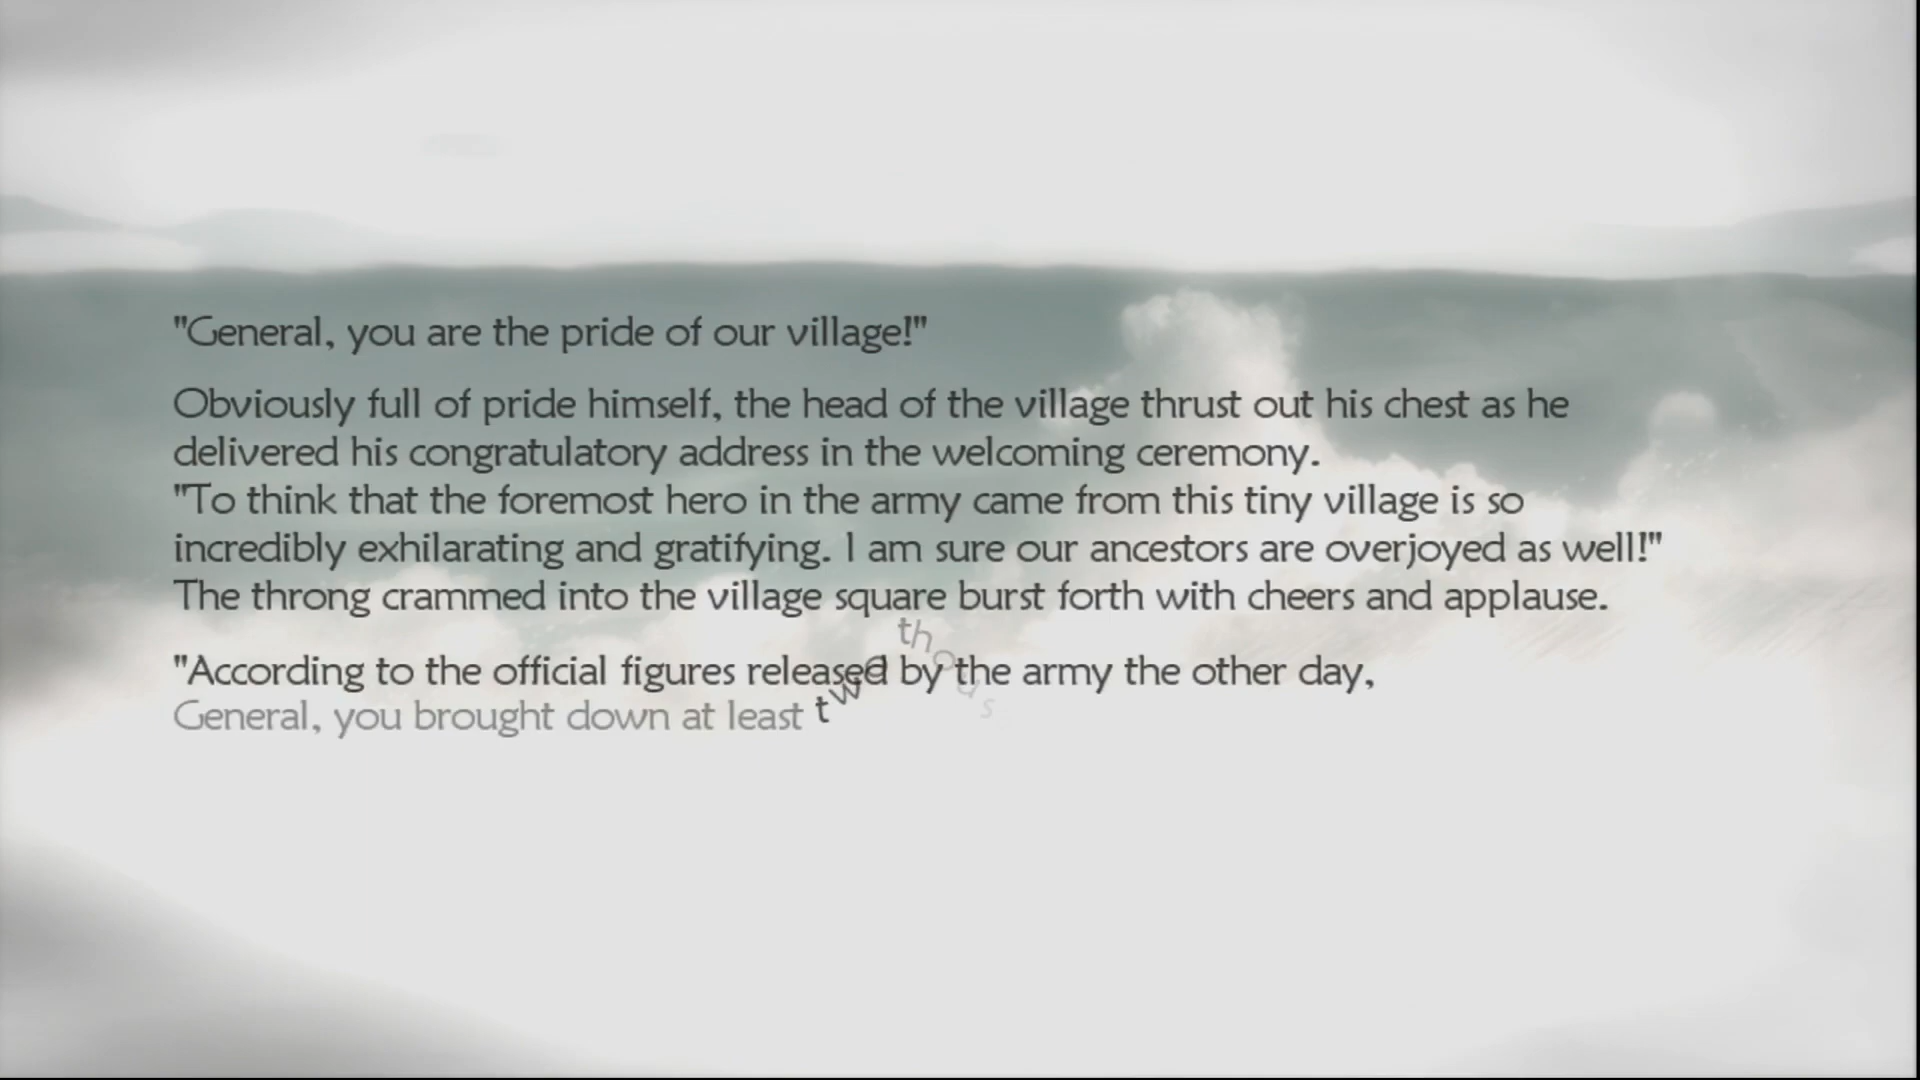 "General, you are the pride of our village!"
Obviously full of pride himself, the head of the village thrust out his chest as he
delivered his congratulatory address in the welcoming ceremony.
"To think that the foremost hero in the army came from this tiny village is so
incredibly exhilarating and gratifying. I am sure our ancestors are overjoyed as well!"
The throng crammed into the village square burst forth with cheers and applause.
"According to the official figures released by the army the other day,
General, you brought down at least two thous